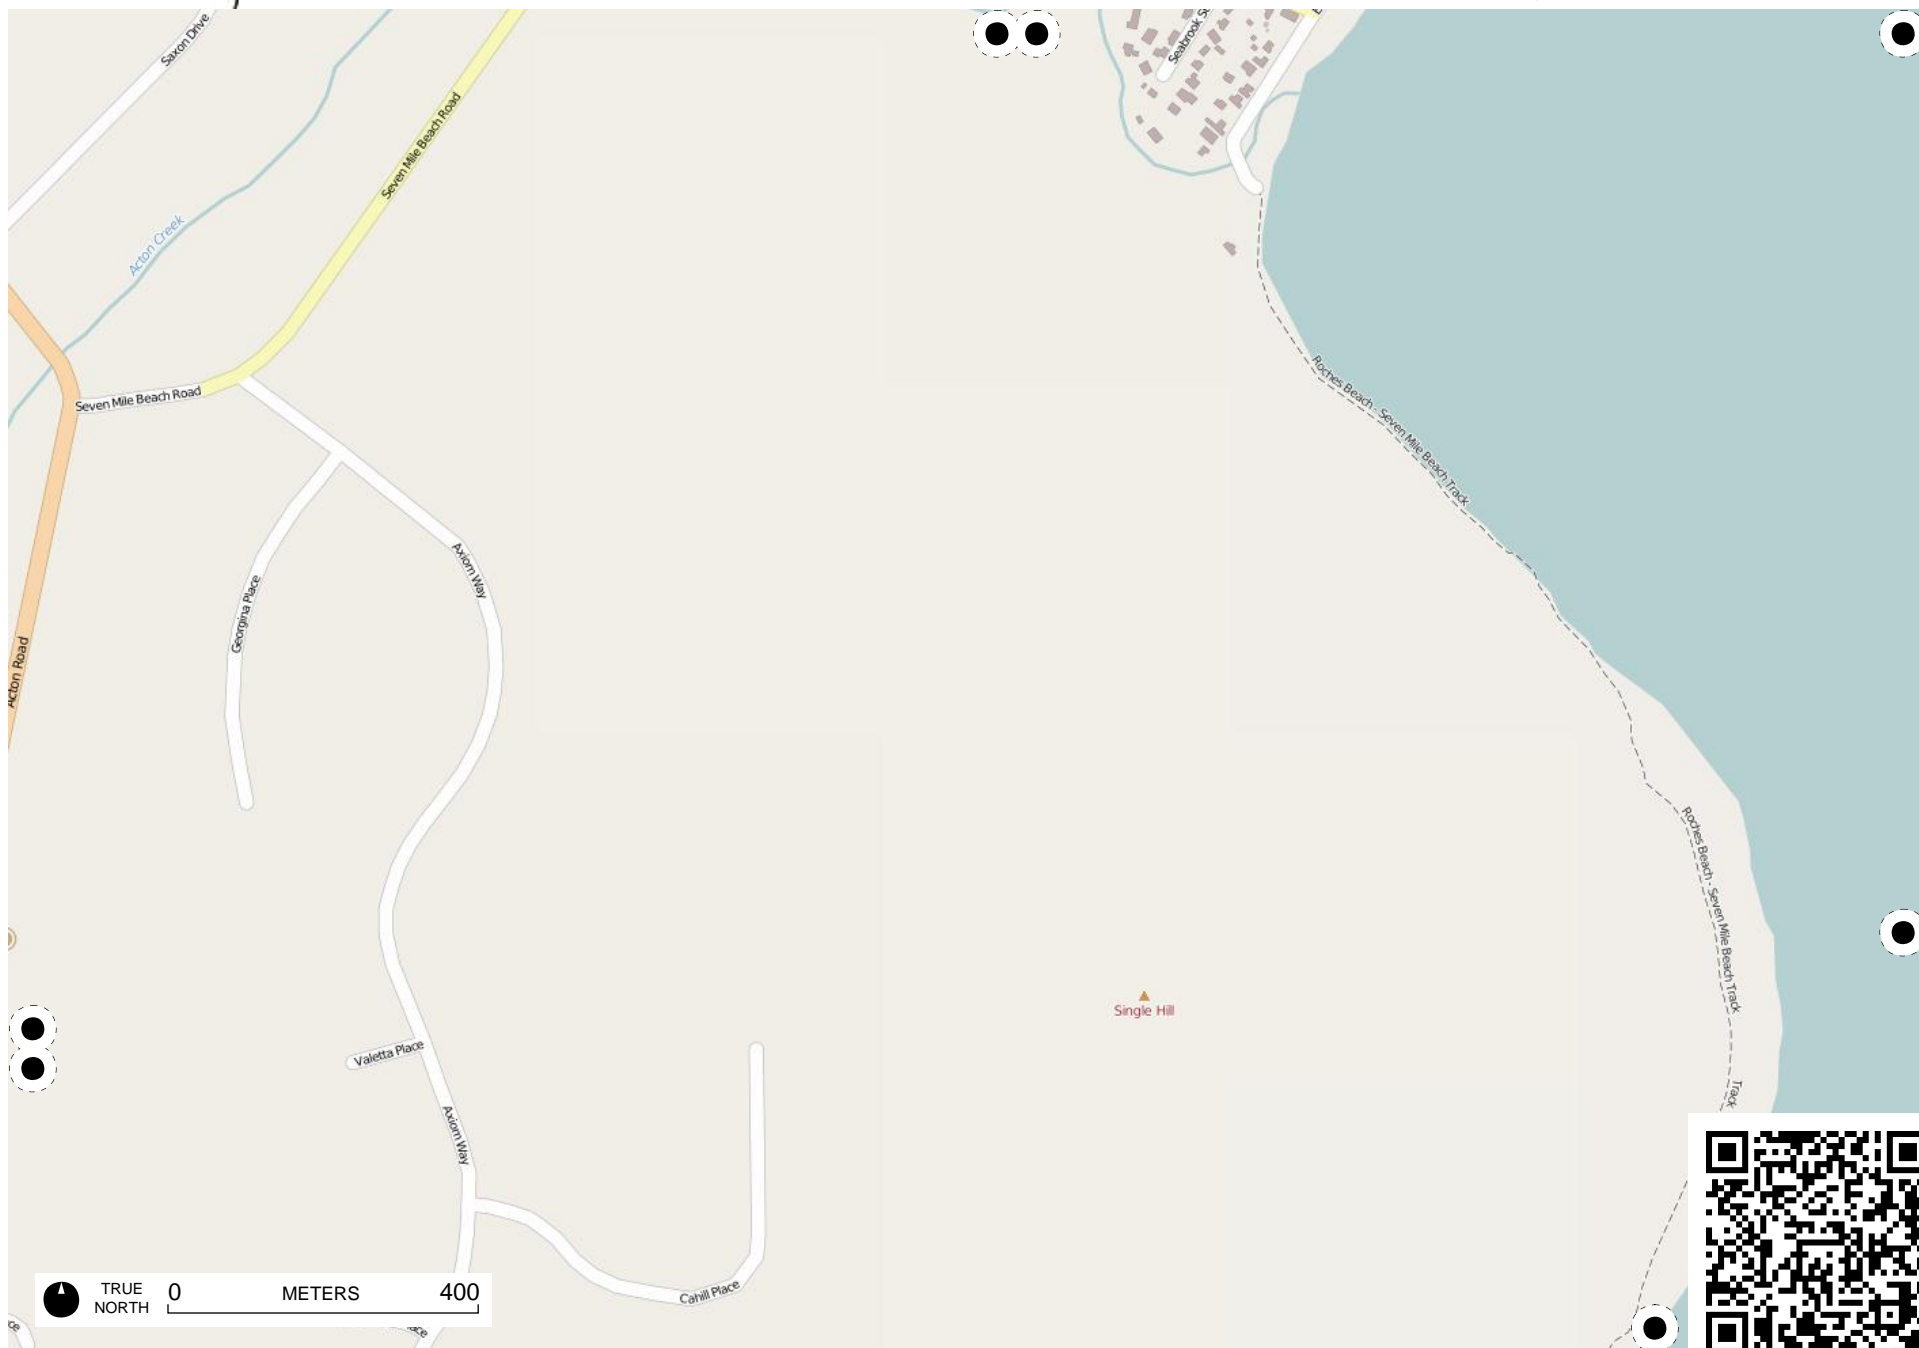 Saxon Drive
Seabrook
Seven Mile Beach Road
Acton Creek
Seven Mile Beach Road
Roches Beach - Seven Mile Beach Track
Axiom Way
Georgina Place
Acton Road
Roches Beach - Seven Mile Beach Track
Single Hill
Valetta Place
Track
Axiom Way
Cahill Place
TRUE
NORTH
0 METERS 400